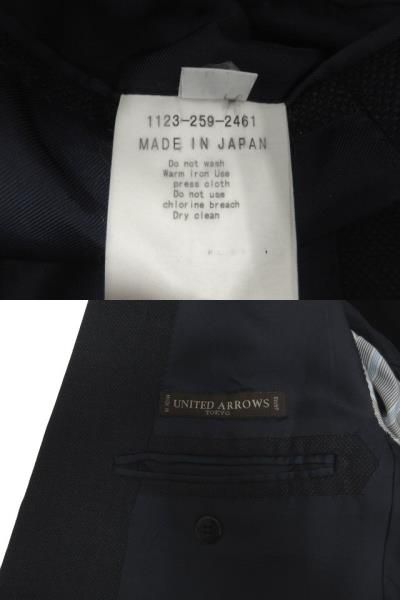 1123-259-2461
MADE IN JAPAN
Do not wash
Warm iron Use
press cloth
Do not use
chlorine breach
Dry clean
UNITED ARROWS
TOKYO